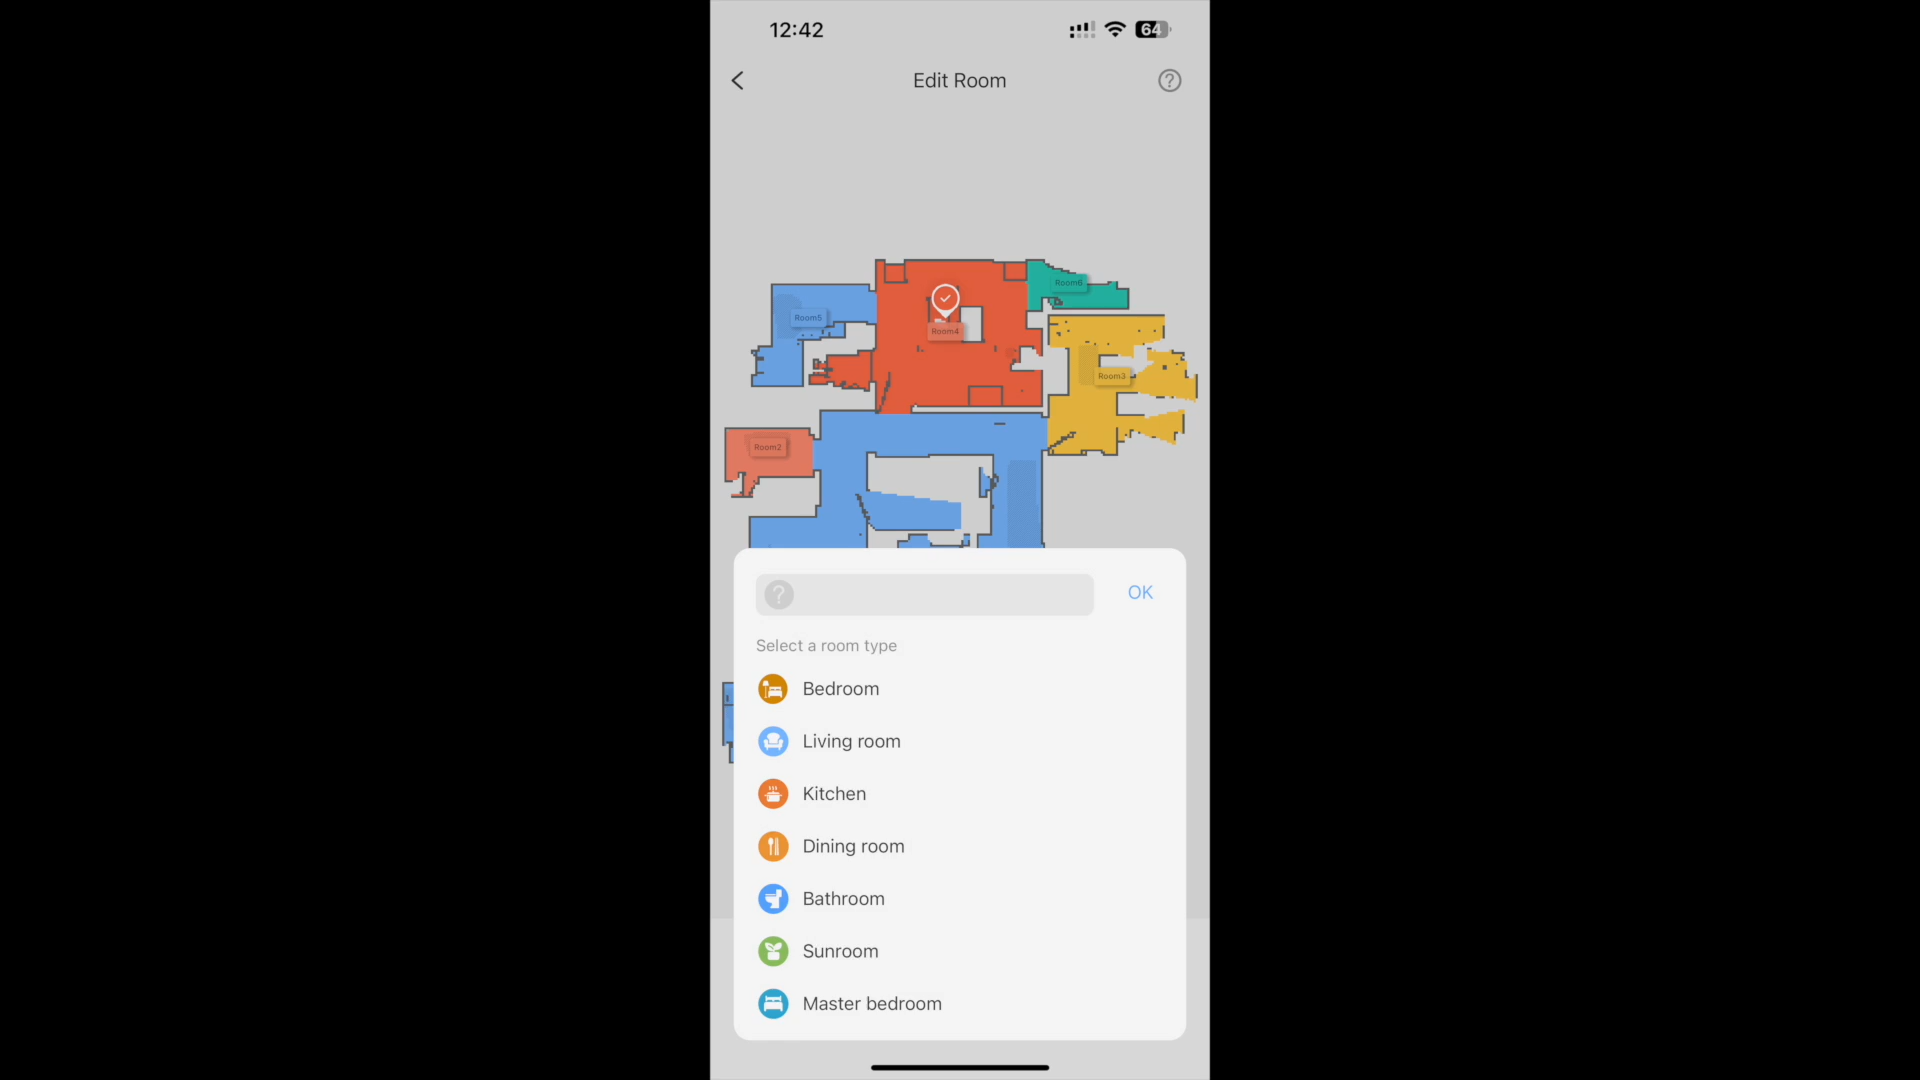 12:42
64
Edit Room
?
Room6
Room5
Room4
Room3
Room2
?
OK
Select a room type
Bedroom
Living room
Kitchen
Dining room
Bathroom
Sunroom
Master bedroom